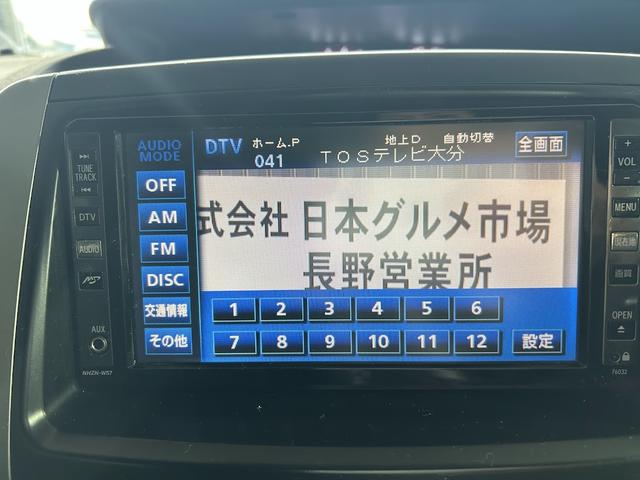 AUDIO
MODE
DTV ホーム.P 地上D 自動切替 全画面
041 TOSテレビ大分
OFF
AM
FM
DISC
交通情報
その他
式会社 日本グルメ市場
長野営業所
1 2 3 4 5 6
7 8 9 10 11 12 設定
TUNE
TRACK
DTV
AUDIO
AUX
NHZN-W57
+
VOL
-
MENU
現在地
画質
OPEN
F6032